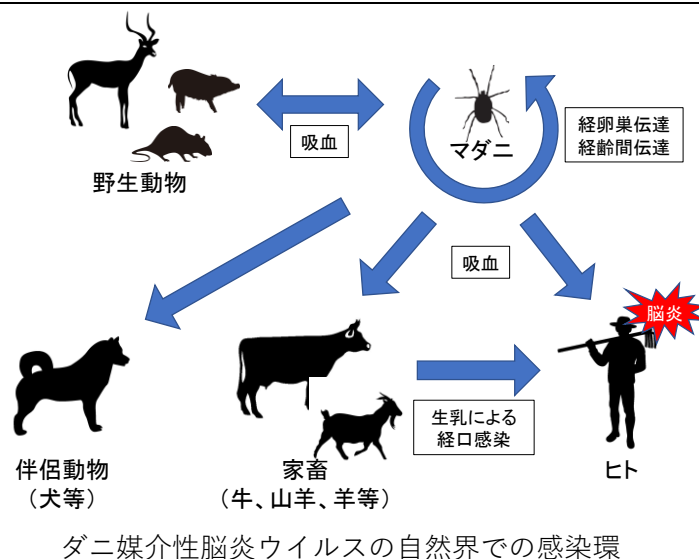 吸血
マダニ
経卵巣伝達
経齢間伝達
野生動物
吸血
脳炎
生乳による
経口感染
伴侶動物
（犬等）
家畜
（牛、山羊、羊等）
ヒト
ダニ媒介性脳炎ウイルスの自然界での感染環